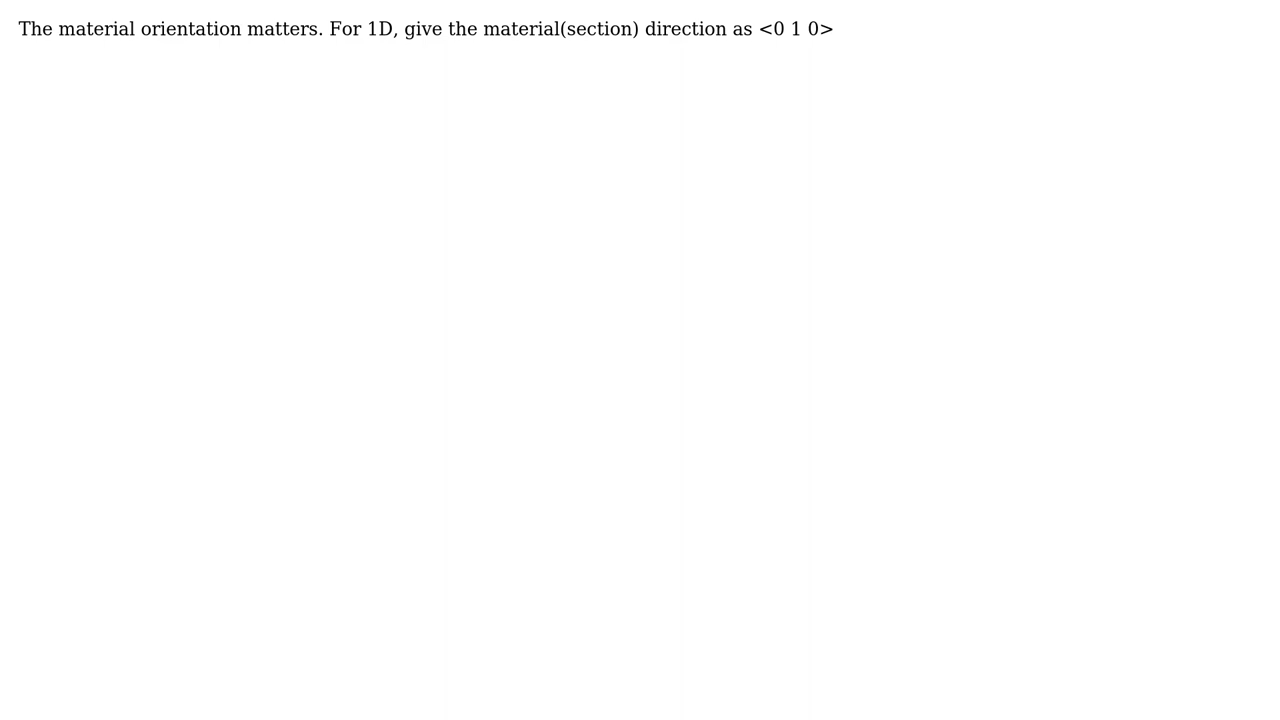 The material orientation matters. For 1D, give the material(section) direction as <0 1 0>